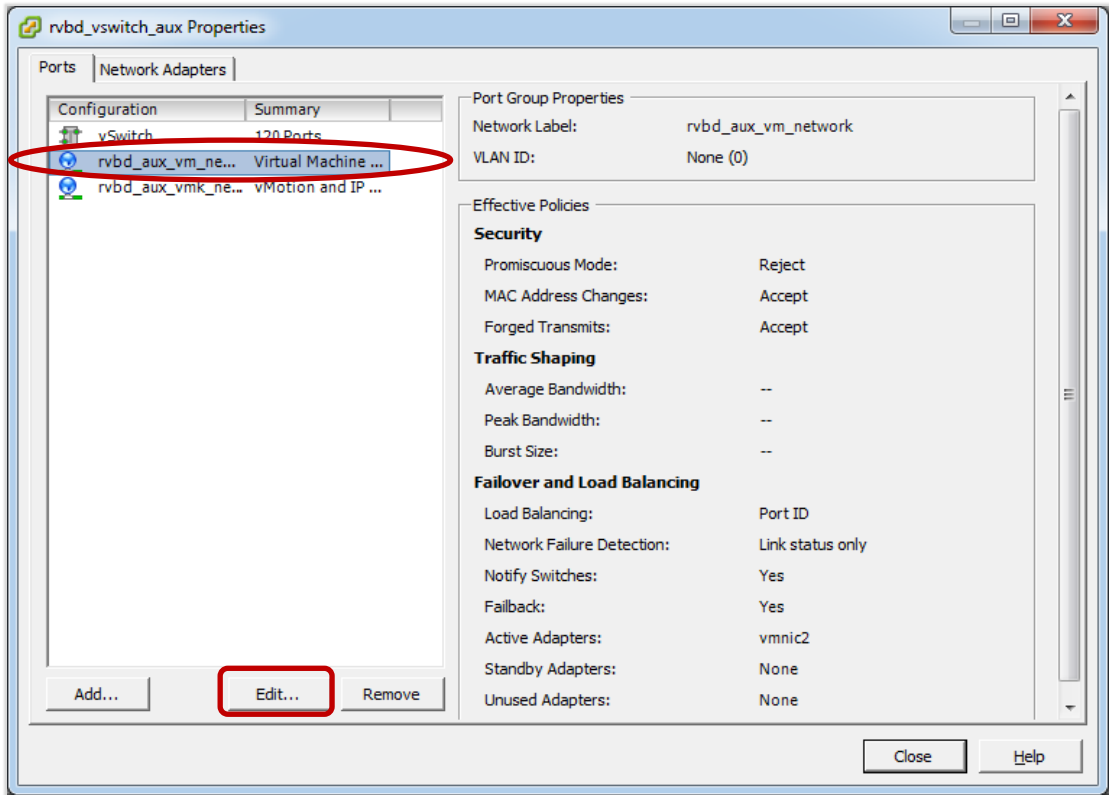 rvbd_vswitch_aux Properties
Ports Network Adapters
Configuration Summary
vSwitch 120 Ports
rvbd_aux_vm_ne... Virtual Machine ...
rvbd_aux_vmk_ne... vMotion and IP ...
Add... Edit... Remove
Port Group Properties
Network Label: rvbd_aux_vm_network
VLAN ID: None (0)
Effective Policies
Security
Promiscuous Mode: Reject
MAC Address Changes: Accept
Forged Transmits: Accept
Traffic Shaping
Average Bandwidth: --
Peak Bandwidth: --
Burst Size: --
Failover and Load Balancing
Load Balancing: Port ID
Network Failure Detection: Link status only
Notify Switches: Yes
Failback: Yes
Active Adapters: vmnic2
Standby Adapters: None
Unused Adapters: None
Close Help